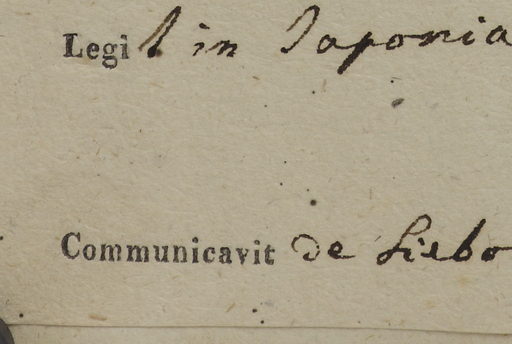 Legit in Japonia
Communicavit de Siebo